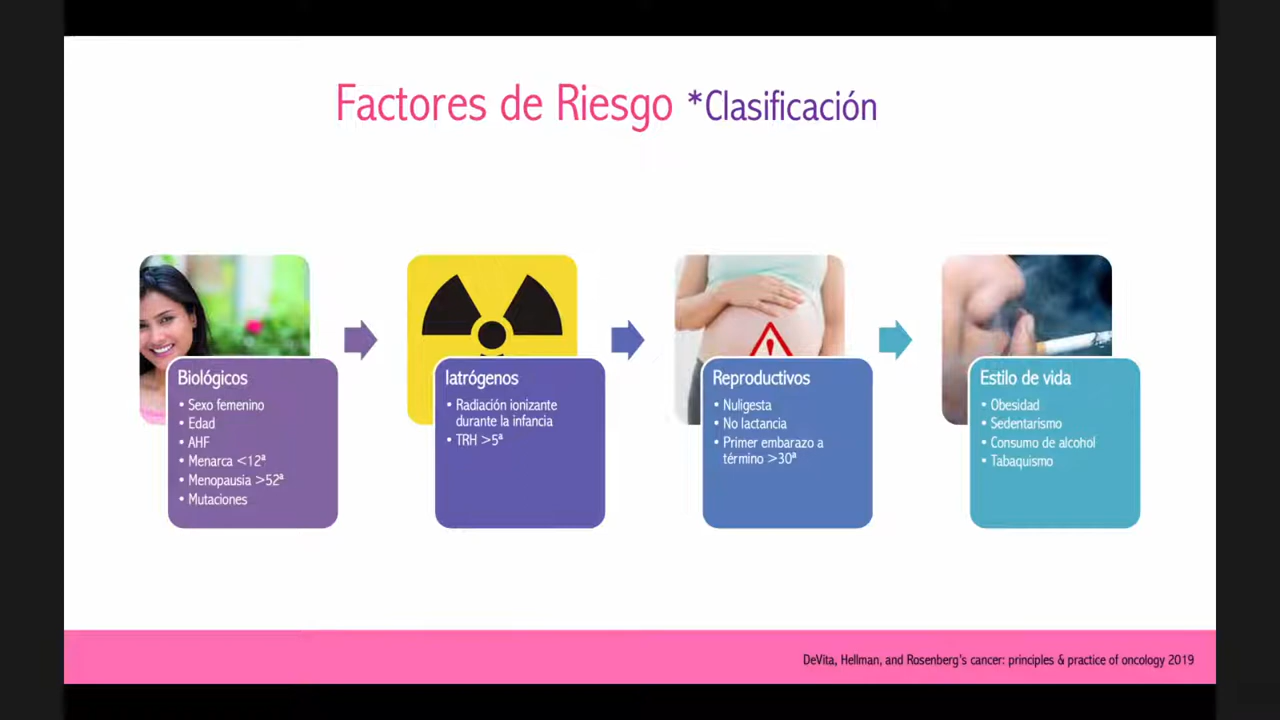 Factores de Riesgo *Clasificación
Biológicos
• Sexo femenino
• Edad
• AHF
• Menarca <12ª
• Menopausia >52ª
• Mutaciones
Iatrógenos
• Radiación ionizante
durante la infancia
• TRH >5ª
Reproductivos
• Nuligesta
• No lactancia
• Primer embarazo a
término >30ª
Estilo de vida
• Obesidad
• Sedentarismo
• Consumo de alcohol
• Tabaquismo
DeVita, Hellman, and Rosenberg's cancer: principles & practice of oncology 2019